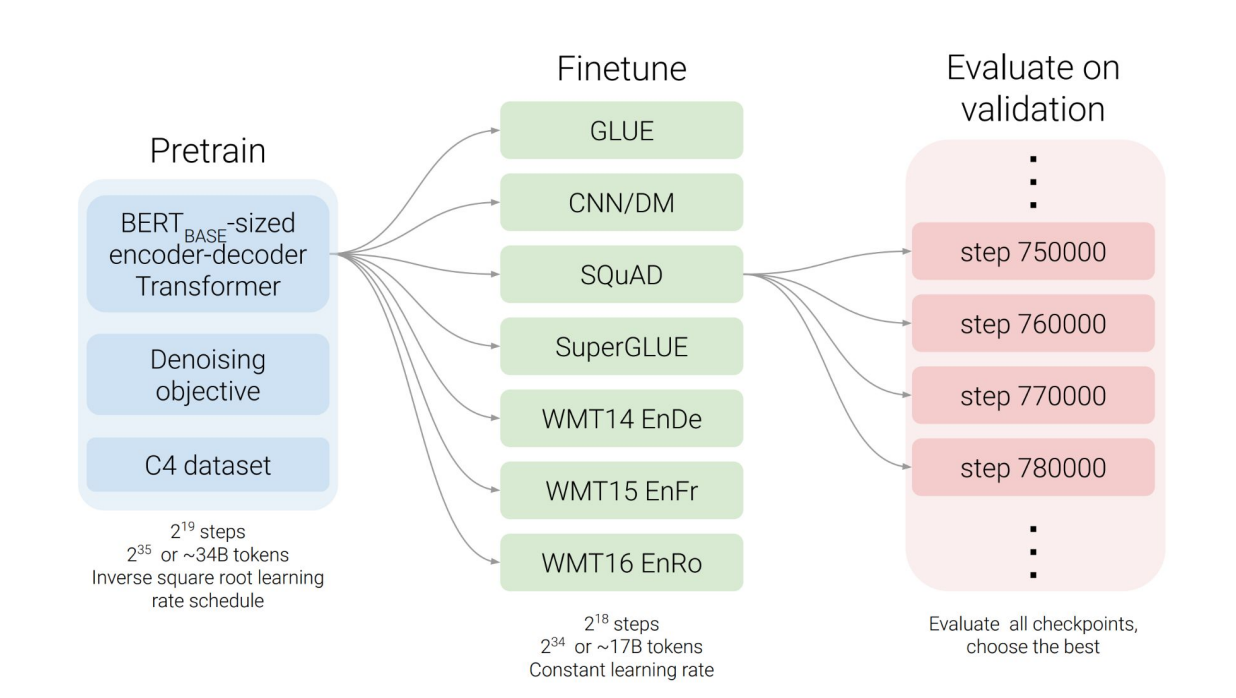 Pretrain
BERT_BASE-sized
encoder-decoder
Transformer
Denoising
objective
C4 dataset
2^19 steps
2^35 or ~34B tokens
Inverse square root learning
rate schedule
Finetune
GLUE
CNN/DM
SQuAD
SuperGLUE
WMT14 EnDe
WMT15 EnFr
WMT16 EnRo
2^18 steps
2^34 or ~17B tokens
Constant learning rate
Evaluate on
validation
step 750000
step 760000
step 770000
step 780000
Evaluate all checkpoints,
choose the best